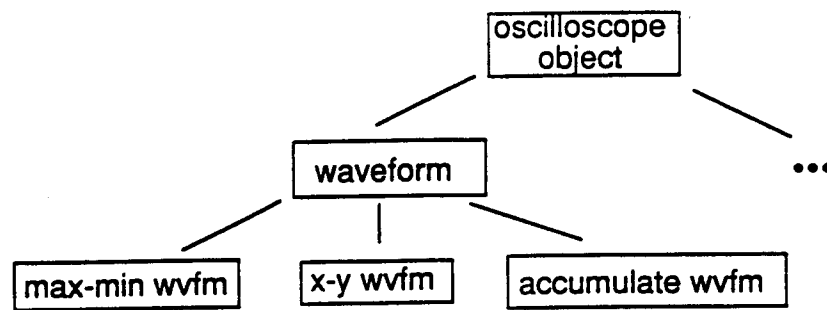 oscilloscope
object
waveform
•••
max-min wvfm
x-y wvfm
accumulate wvfm